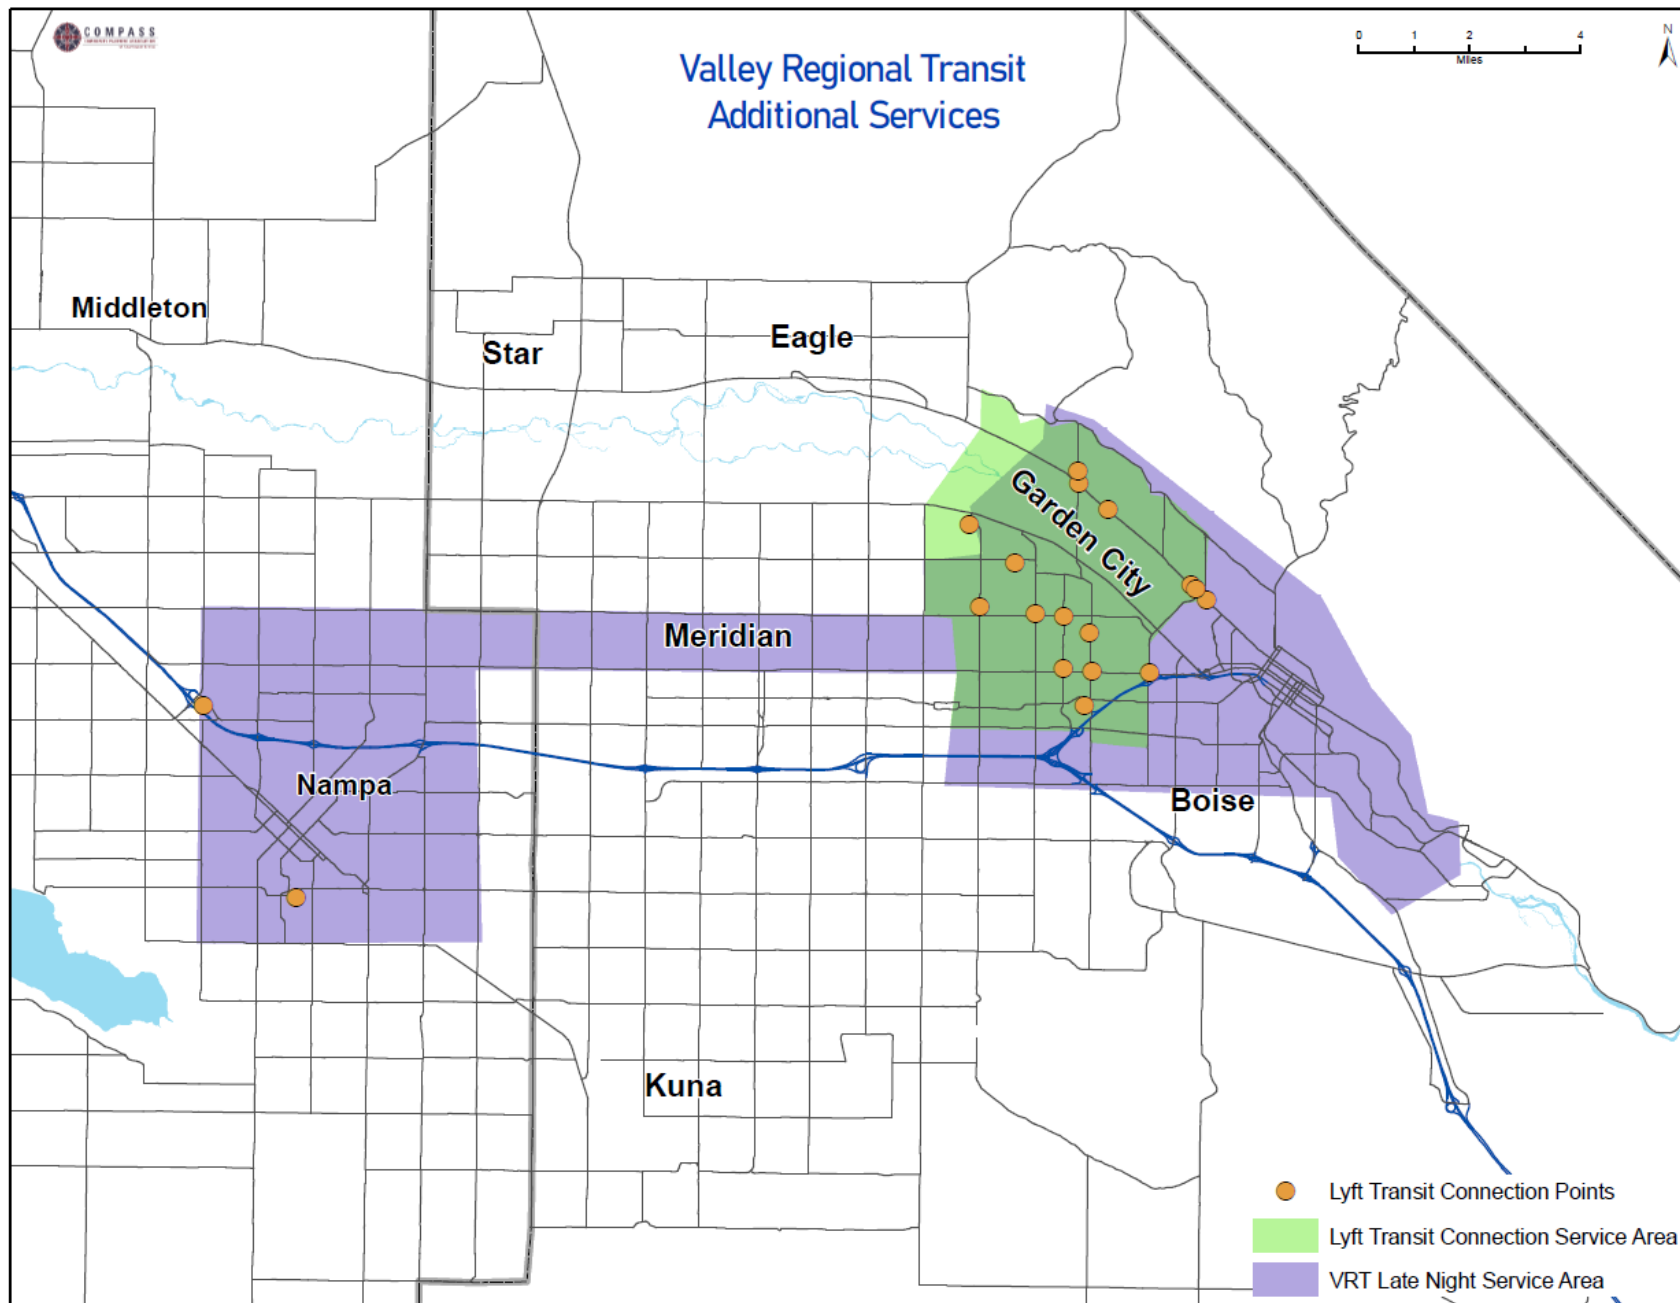 COMPASS
Valley Regional Transit
Additional Services
0 1 2 4
Miles
N
Middleton
Star
Eagle
Garden City
Meridian
Nampa
Boise
Kuna
Lyft Transit Connection Points
Lyft Transit Connection Service Area
VRT Late Night Service Area